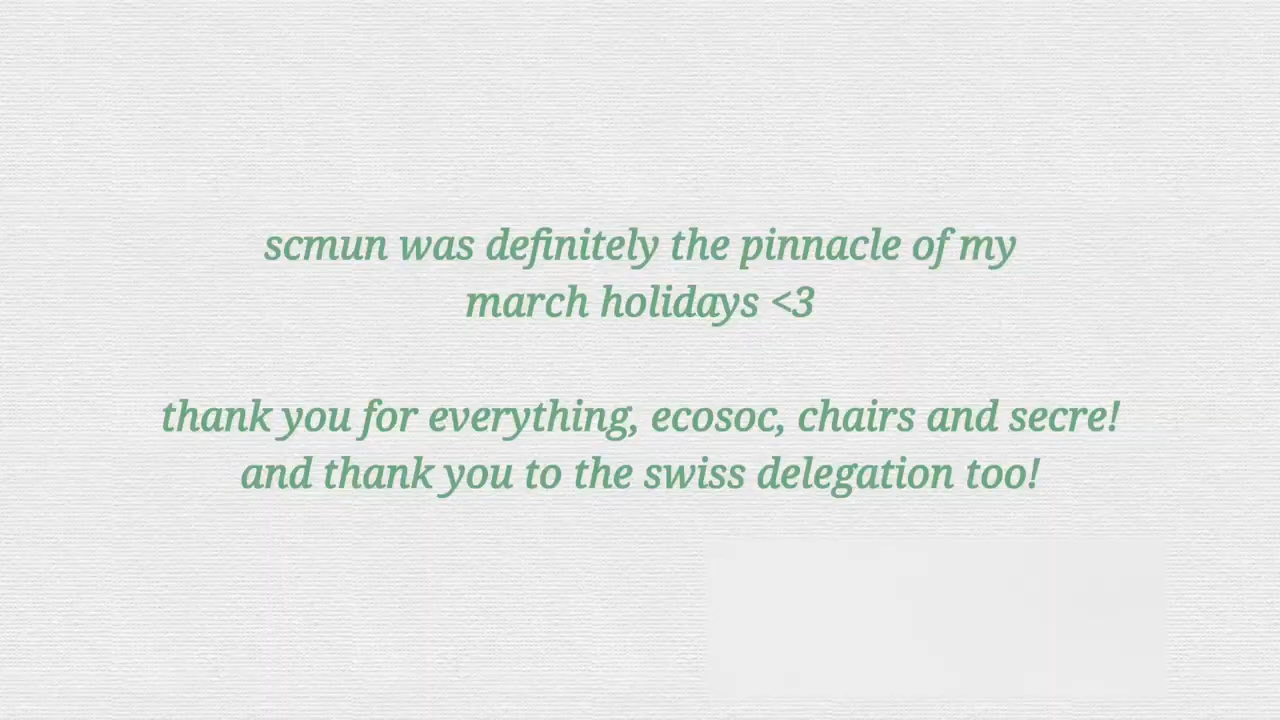 scmun was definitely the pinnacle of my
march holidays <3
thank you for everything, ecosoc, chairs and secre!
and thank you to the swiss delegation too!